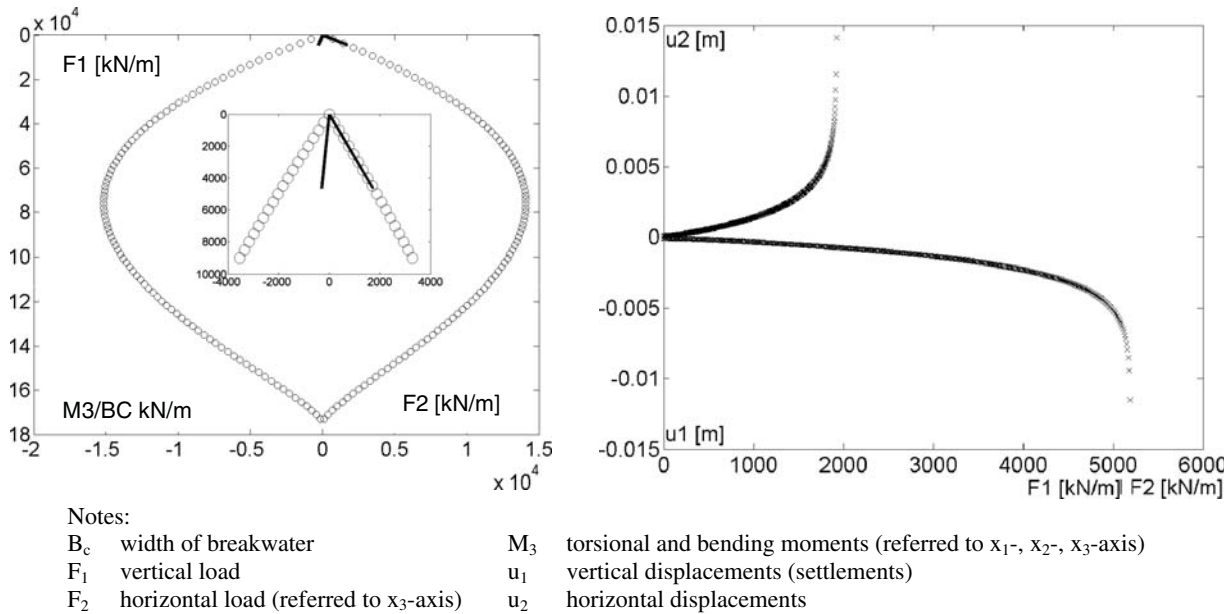 x 10⁴
0
2
4
6
8
10
12
14
16
18
F1 [kN/m]
M3/BC kN/m
F2 [kN/m]
-2
-1.5
-1
-0.5
0
0.5
1
1.5
x 10⁴
0
2000
4000
6000
8000
10000
-4000
-2000
0
2000
4000
0.015
0.01
0.005
0
-0.005
-0.01
-0.015
u2 [m]
u1 [m]
0
1000
2000
3000
4000
5000
6000
F1 [kN/m] F2 [kN/m]
Notes:
Bc width of breakwater
F1 vertical load
F2 horizontal load (referred to x3-axis)
M3 torsional and bending moments (referred to x1-, x2-, x3-axis)
u1 vertical displacements (settlements)
u2 horizontal displacements